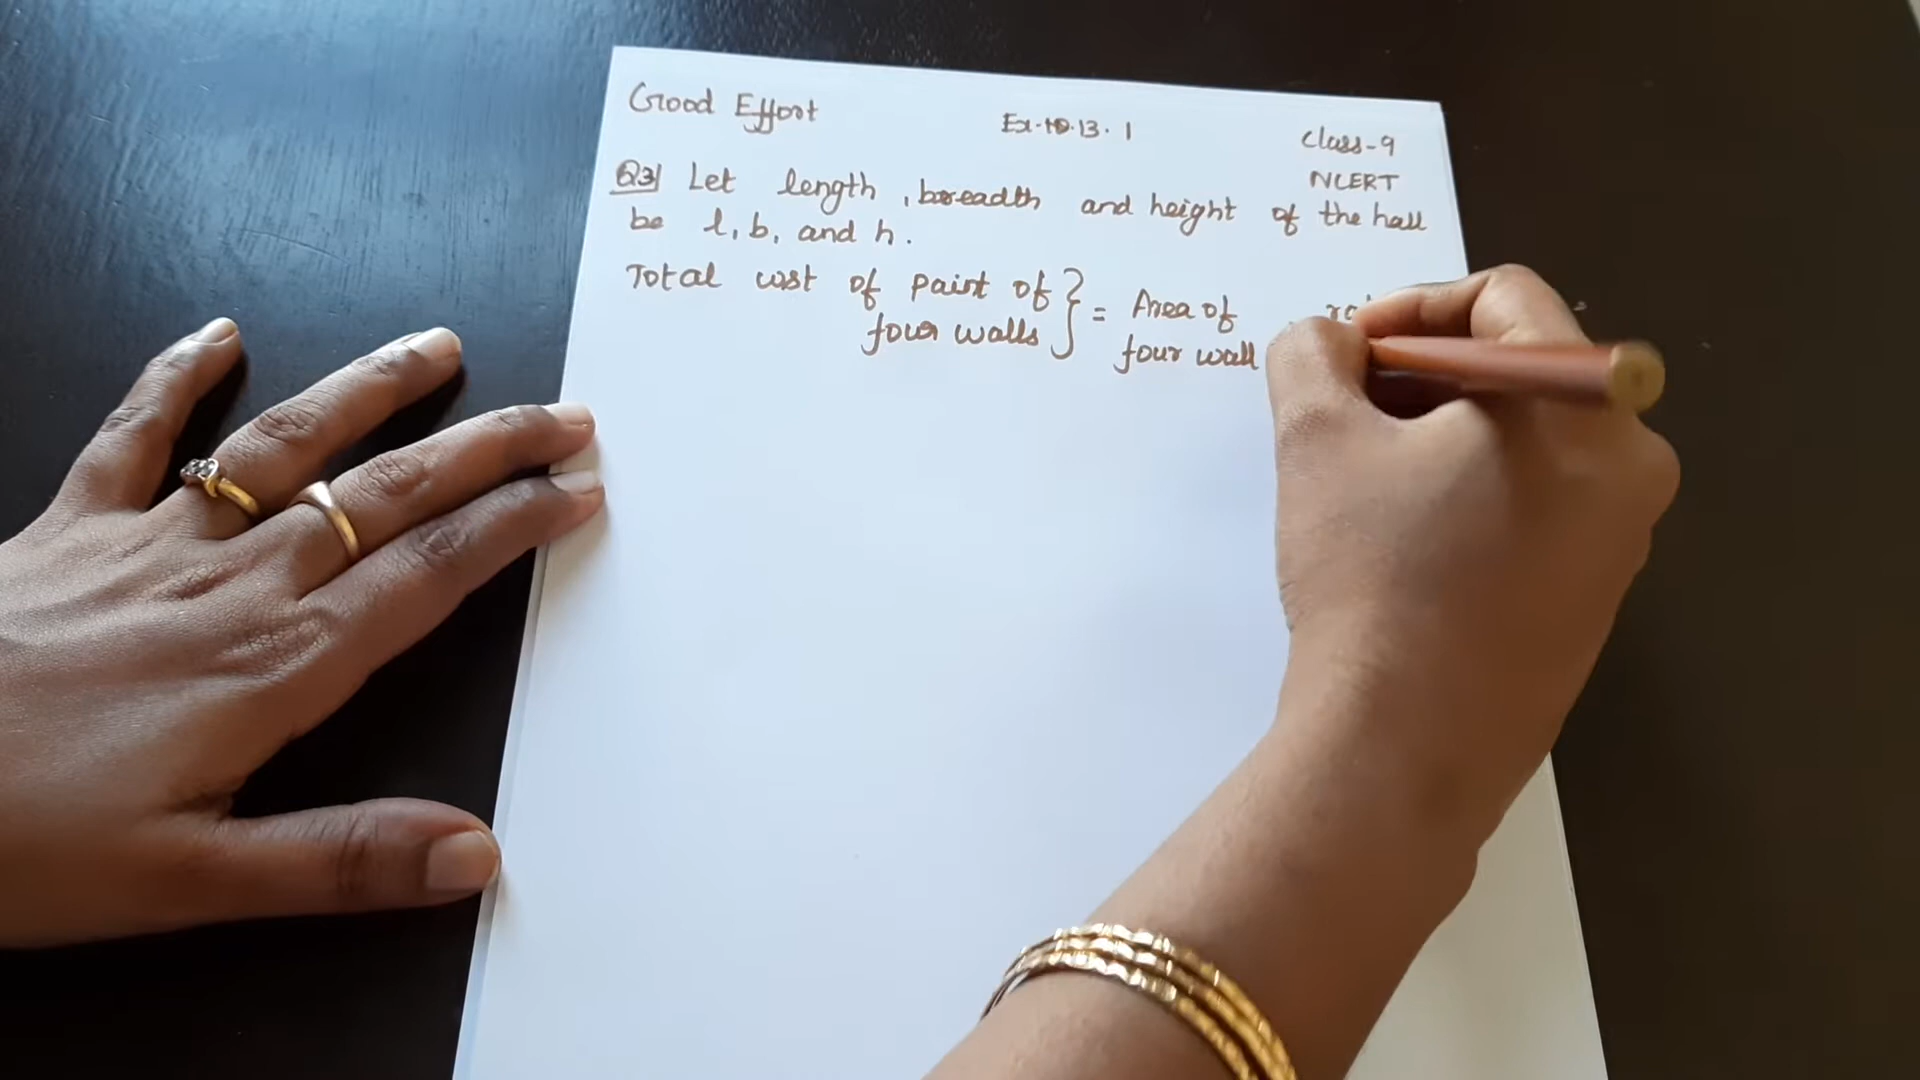 Good Effort
Ex-10.13.1
Class-9
NCERT
Q3 Let length, breadth and height of the hall
be l, b, and h.
Total cost of paint of } = Area of
four walls four wall